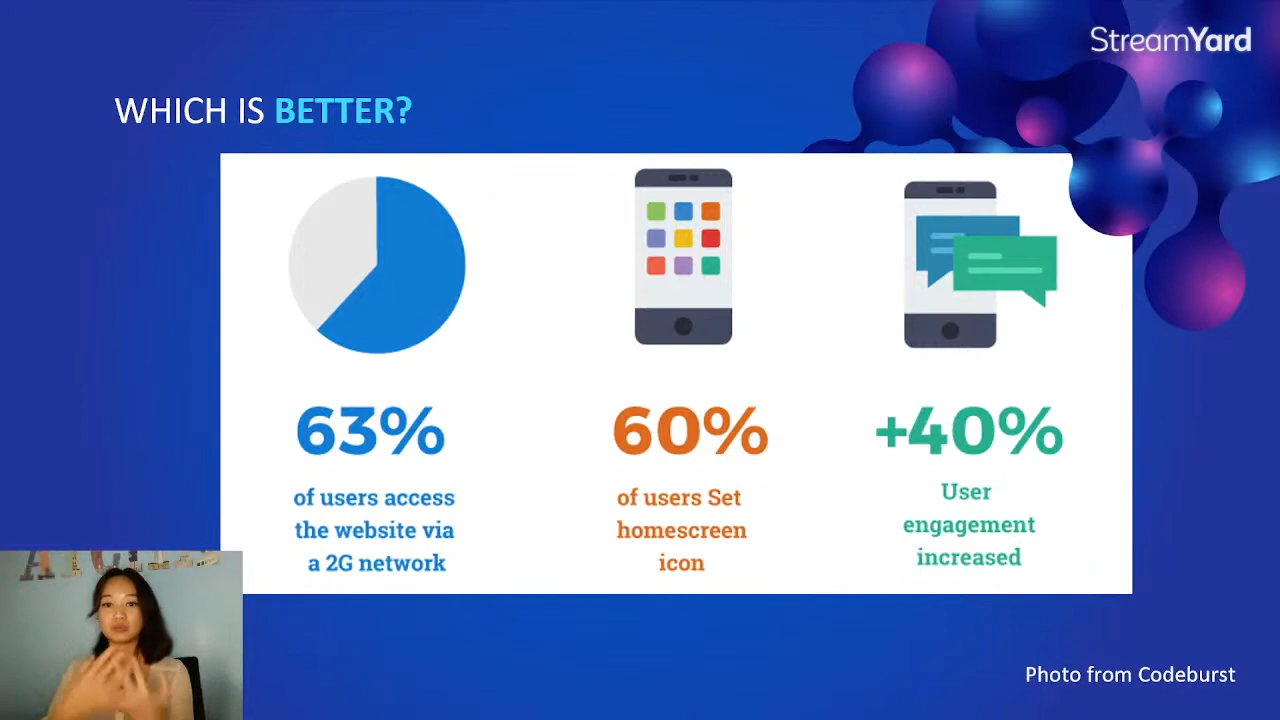 StreamYard
WHICH IS BETTER?
63%
of users access
the website via
a 2G network
60%
of users Set
homescreen
icon
+40%
User
engagement
increased
Photo from Codeburst